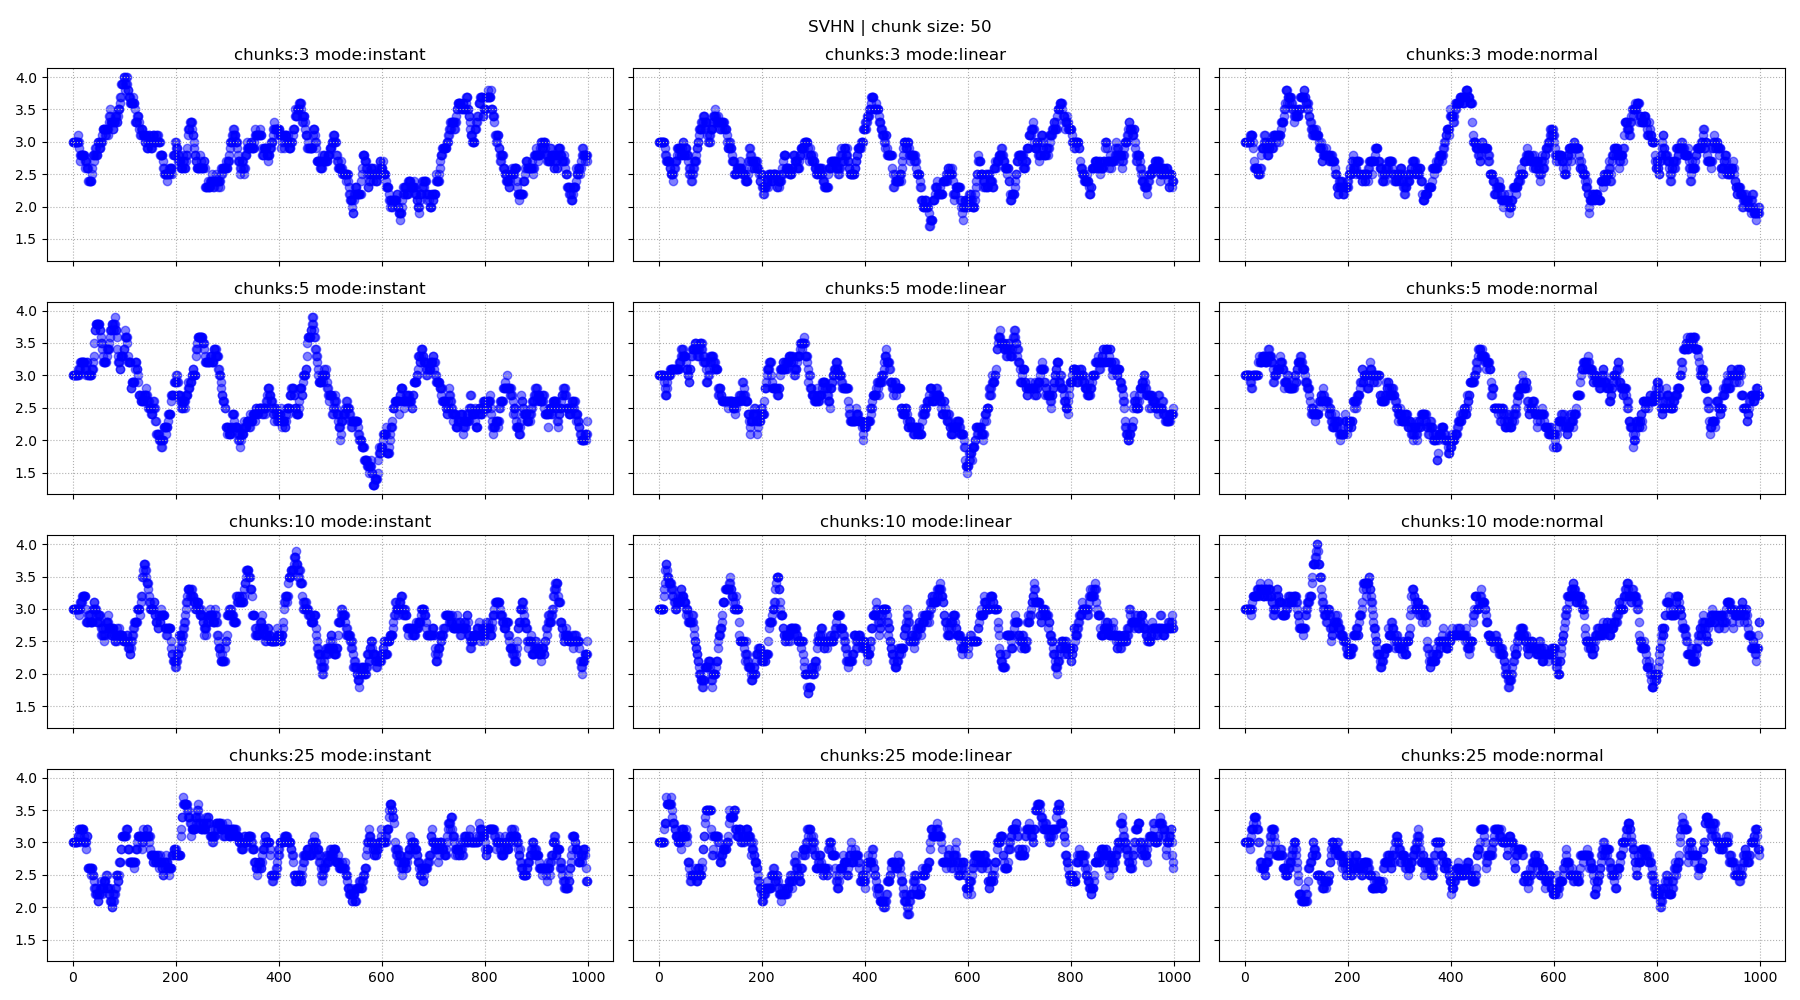 SVHN | chunk size: 50
chunks:3 mode:instant
chunks:3 mode:linear
chunks:3 mode:normal
4.0
3.5
3.0
2.5
2.0
1.5
chunks:5 mode:instant
chunks:5 mode:linear
chunks:5 mode:normal
4.0
3.5
3.0
2.5
2.0
1.5
chunks:10 mode:instant
chunks:10 mode:linear
chunks:10 mode:normal
4.0
3.5
3.0
2.5
2.0
1.5
chunks:25 mode:instant
chunks:25 mode:linear
chunks:25 mode:normal
4.0
3.5
3.0
2.5
2.0
1.5
0 200 400 600 800 1000
0 200 400 600 800 1000
0 200 400 600 800 1000